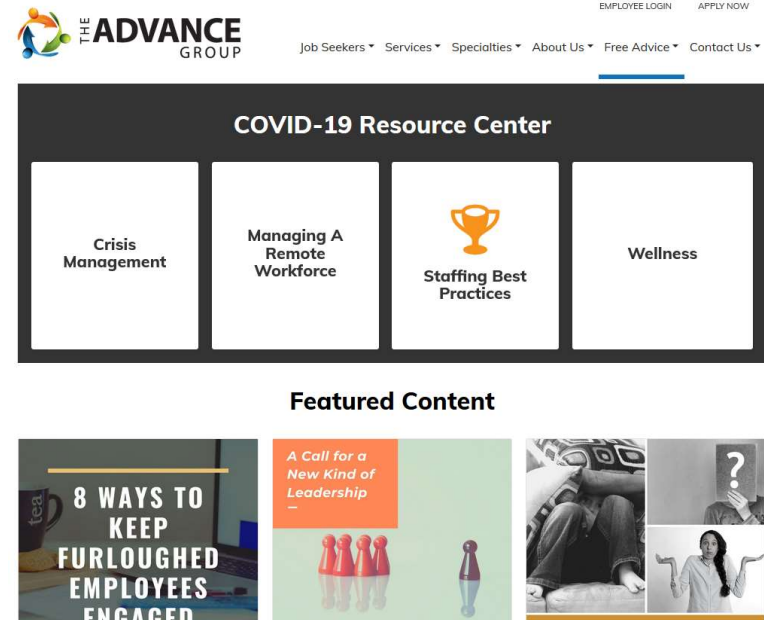 EMPLOYEE LOGIN APPLY NOW
THE ADVANCE
GROUP
Job Seekers Services Specialties About Us Free Advice Contact Us
COVID-19 Resource Center
Crisis
Management
Managing A
Remote
Workforce
Staffing Best
Practices
Wellness
Featured Content
tea
8 WAYS TO
KEEP
FURLOUGHED
EMPLOYEES
ENGAGED
A Call for a
New Kind of
Leadership
?